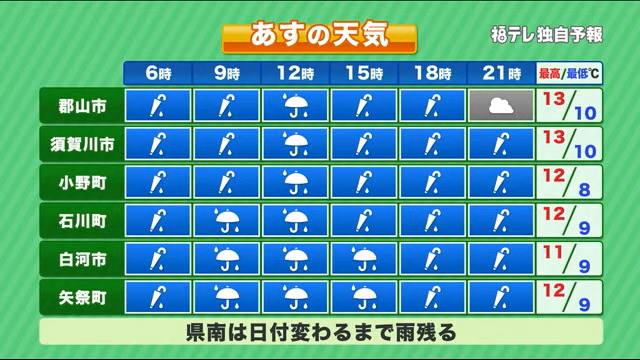 あすの天気
福テレ独自予報
6時 9時 12時 15時 18時 21時 最高/最低℃
郡山市 13/10
須賀川市 13/10
小野町 12/8
石川町 12/9
白河市 11/9
矢祭町 12/9
県南は日付変わるまで雨残る